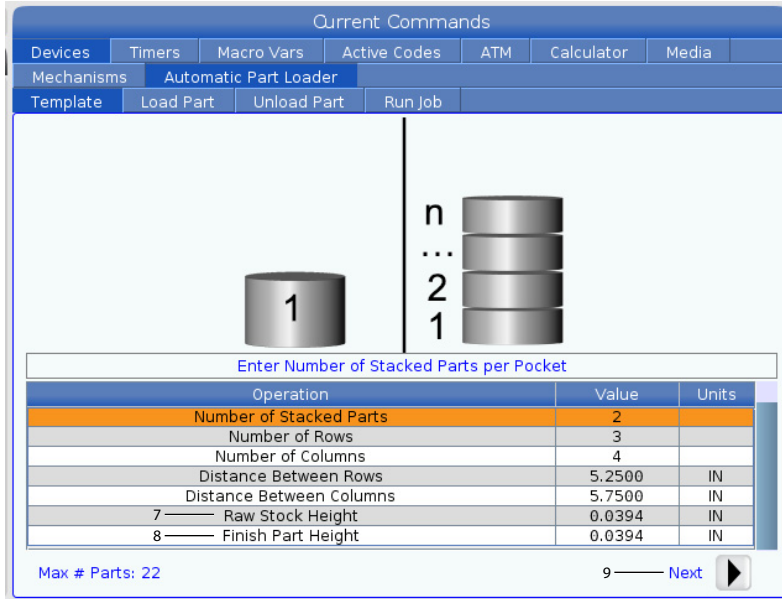 Current Commands
Devices Timers Macro Vars Active Codes ATM Calculator Media
Mechanisms Automatic Part Loader
Template Load Part Unload Part Run Job
n
...
2
1
1
Enter Number of Stacked Parts per Pocket
Operation Value Units
Number of Stacked Parts 2
Number of Rows 3
Number of Columns 4
Distance Between Rows 5.2500 IN
Distance Between Columns 5.7500 IN
7 Raw Stock Height 0.0394 IN
8 Finish Part Height 0.0394 IN
Max # Parts: 22 9 Next